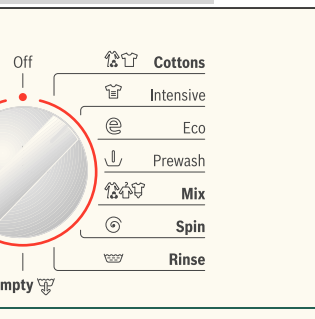 Off
Cottons
Intensive
Eco
Prewash
Mix
Spin
Rinse
mpty